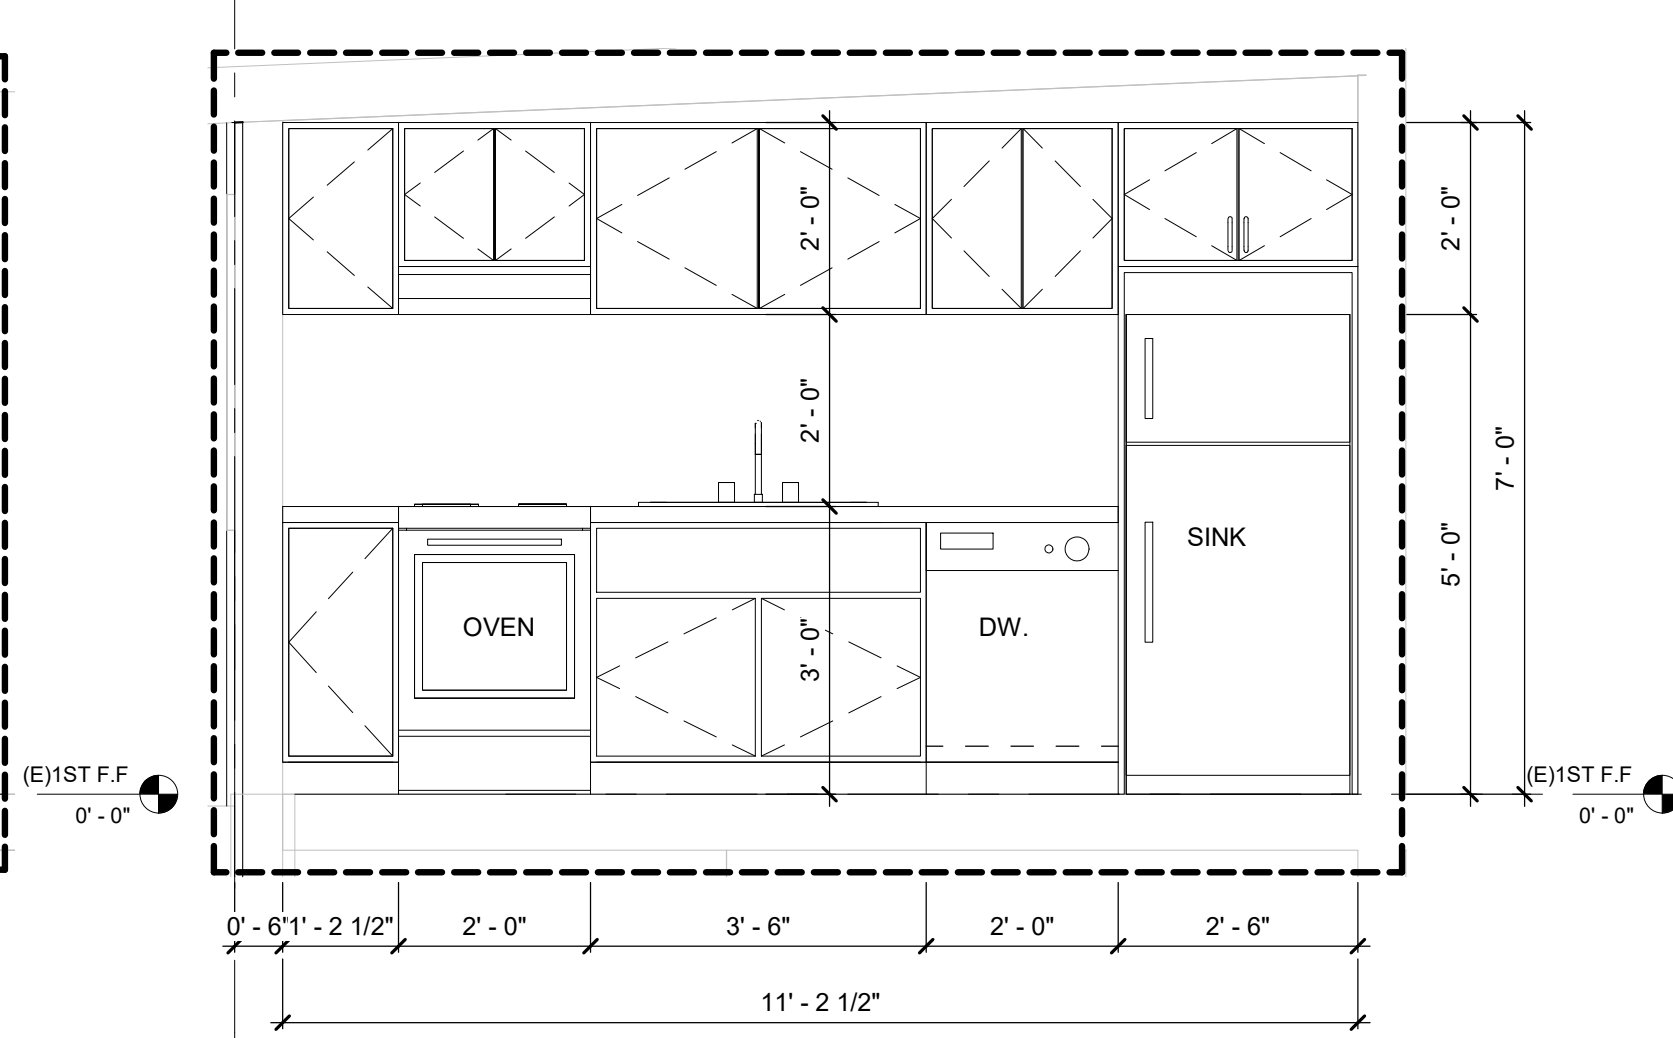 2' - 0"
2' - 0"
2' - 0"
7' - 0"
SINK
5' - 0"
OVEN
DW.
3' - 0"
(E)1ST F.F
0' - 0"
(E)1ST F.F
0' - 0"
0' - 6"
1' - 2 1/2"
2' - 0"
3' - 6"
2' - 0"
2' - 6"
11' - 2 1/2"